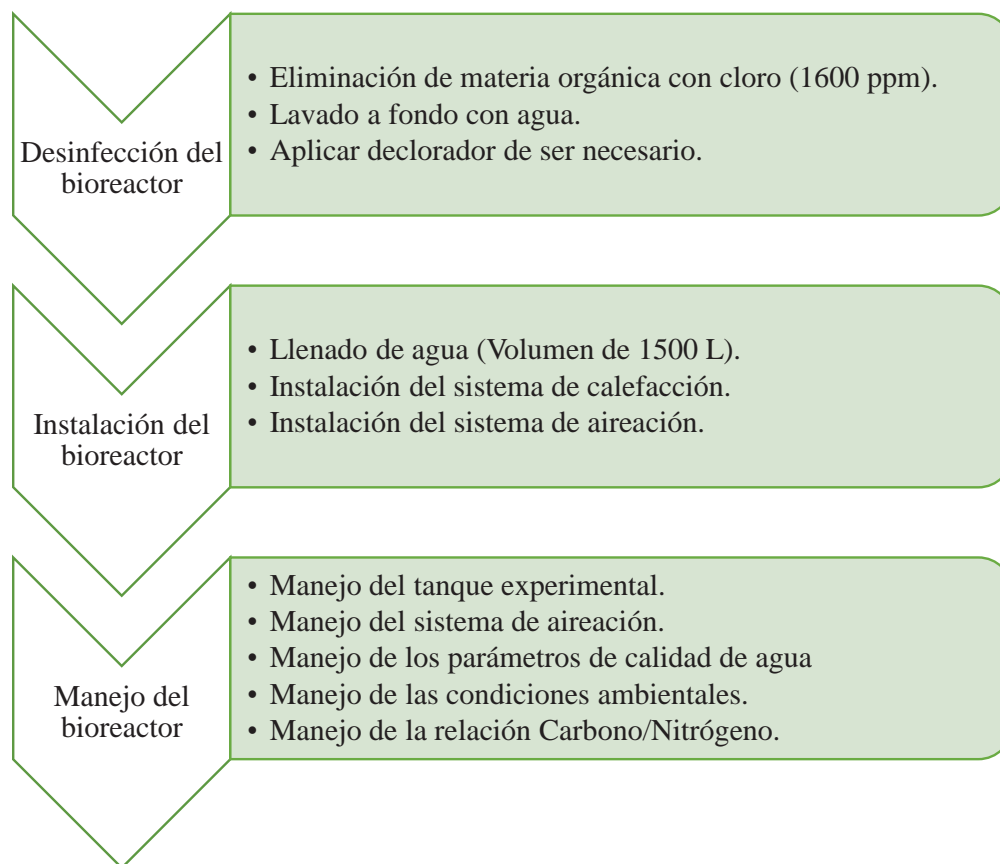 Desinfección del
bioreactor
• Eliminación de materia orgánica con cloro (1600 ppm).
• Lavado a fondo con agua.
• Aplicar declorador de ser necesario.
Instalación del
bioreactor
• Llenado de agua (Volumen de 1500 L).
• Instalación del sistema de calefacción.
• Instalación del sistema de aireación.
Manejo del
bioreactor
• Manejo del tanque experimental.
• Manejo del sistema de aireación.
• Manejo de los parámetros de calidad de agua
• Manejo de las condiciones ambientales.
• Manejo de la relación Carbono/Nitrógeno.